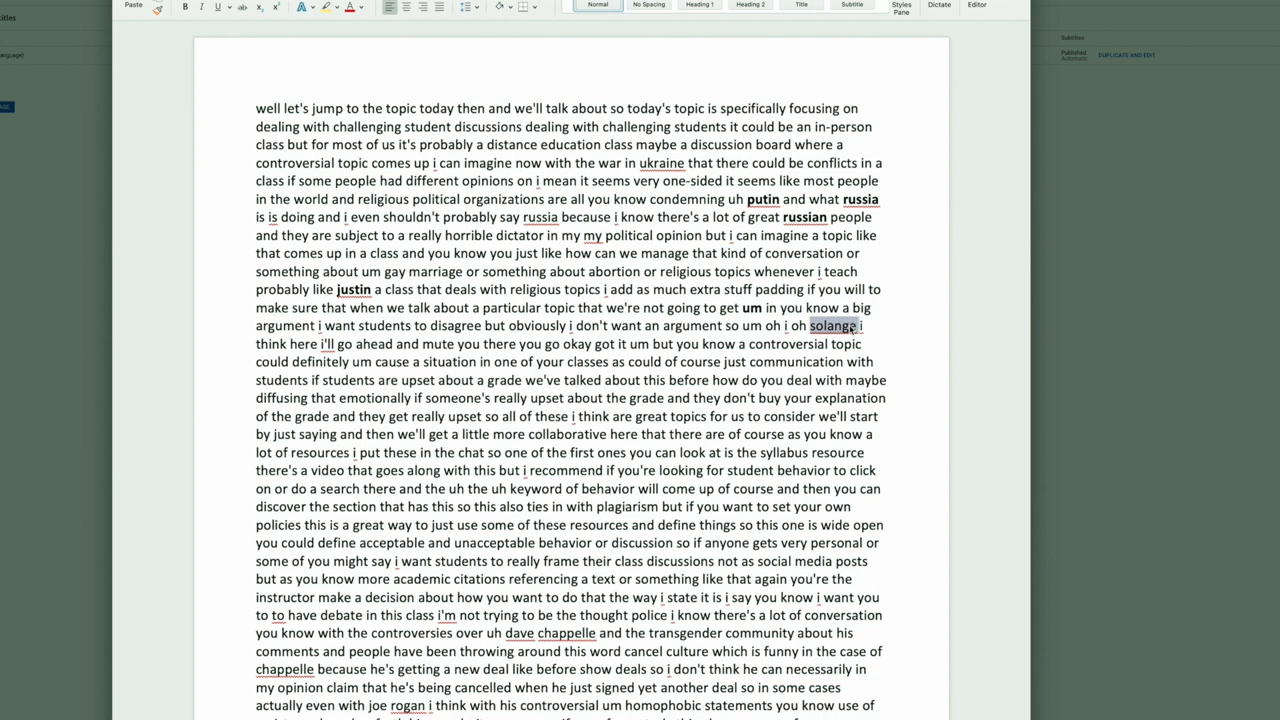 itles
anguage)
AGE
Paste
B I U ab
A
Normal
No Spacing
Heading 1
Heading 2
Title
Subtitle
Styles
Pane
Dictate
Editor
Subtitles
Published
Automatic
DUPLICATE AND EDIT
well let's jump to the topic today then and we'll talk about so today's topic is specifically focusing on
dealing with challenging student discussions dealing with challenging students it could be an in-person
class but for most of us it's probably a distance education class maybe a discussion board where a
controversial topic comes up i can imagine now with the war in ukraine that there could be conflicts in a
class if some people had different opinions on i mean it seems very one-sided it seems like most people
in the world and religious political organizations are all you know condemning uh putin and what russia
is is doing and i even shouldn't probably say russia because i know there's a lot of great russian people
and they are subject to a really horrible dictator in my my political opinion but i can imagine a topic like
that comes up in a class and you know you just like how can we manage that kind of conversation or
something about um gay marriage or something about abortion or religious topics whenever i teach
probably like justin a class that deals with religious topics i add as much extra stuff padding if you will to
make sure that when we talk about a particular topic that we're not going to get um in you know a big
argument i want students to disagree but obviously i don't want an argument so um oh i oh solange i
think here i'll go ahead and mute you there you go okay got it um but you know a controversial topic
could definitely um cause a situation in one of your classes as could of course just communication with
students if students are upset about a grade we've talked about this before how do you deal with maybe
diffusing that emotionally if someone's really upset about the grade and they don't buy your explanation
of the grade and they get really upset so all of these i think are great topics for us to consider we'll start
by just saying and then we'll get a little more collaborative here that there are of course as you know a
lot of resources i put these in the chat so one of the first ones you can look at is the syllabus resource
there's a video that goes along with this but i recommend if you're looking for student behavior to click
on or do a search there and the uh the uh keyword of behavior will come up of course and then you can
discover the section that has this so this also ties in with plagiarism but if you want to set your own
policies this is a great way to just use some of these resources and define things so this one is wide open
you could define acceptable and unacceptable behavior or discussion so if anyone gets very personal or
some of you might say i want students to really frame their class discussions not as social media posts
but as you know more academic citations referencing a text or something like that again you're the
instructor make a decision about how you want to do that the way i state it is i say you know i want you
to to have debate in this class i'm not trying to be the thought police i know there's a lot of conversation
you know with the controversies over uh dave chappelle and the transgender community about his
comments and people have been throwing around this word cancel culture which is funny in the case of
chappelle because he's getting a new deal like before show deals so i don't think he can necessarily in
my opinion claim that he's being cancelled when he just signed yet another deal so in some cases
actually even with joe rogan i think with his controversial um homophobic statements you know use of